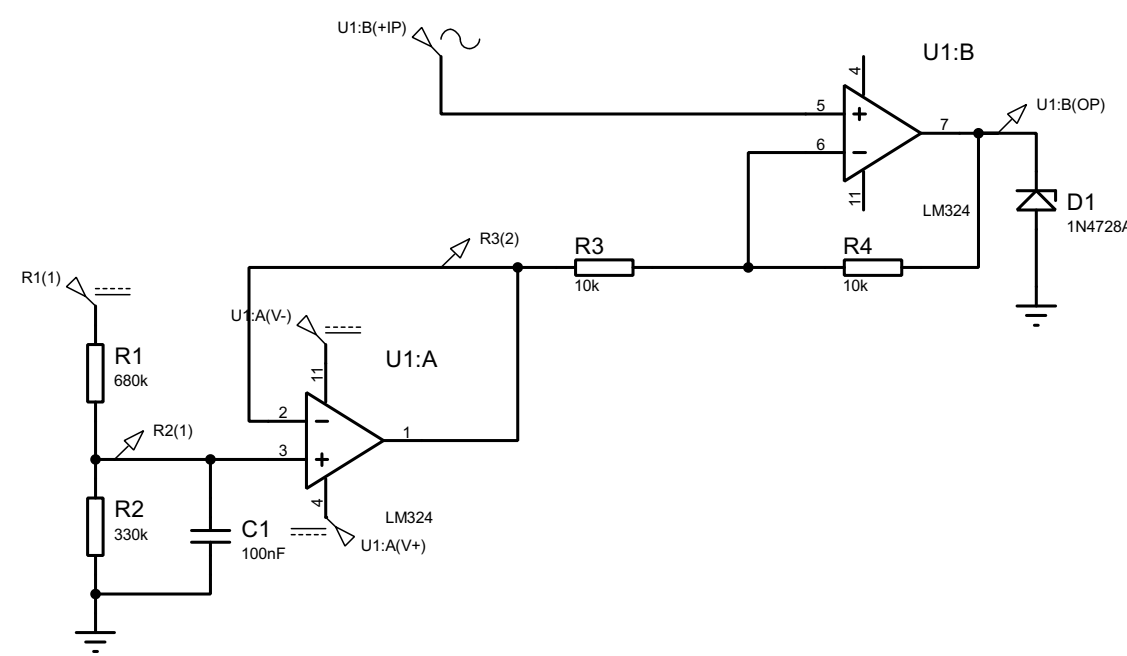 U1:B(+IP)
U1:B
4
U1:B(OP)
5
7
6
11
LM324
D1
1N4728A
R3(2)
R3
10k
R4
10k
R1(1)
U1:A(V-)
U1:A
R1
680k
11
2
1
R2(1)
3
R2
330k
4
LM324
C1
100nF
U1:A(V+)